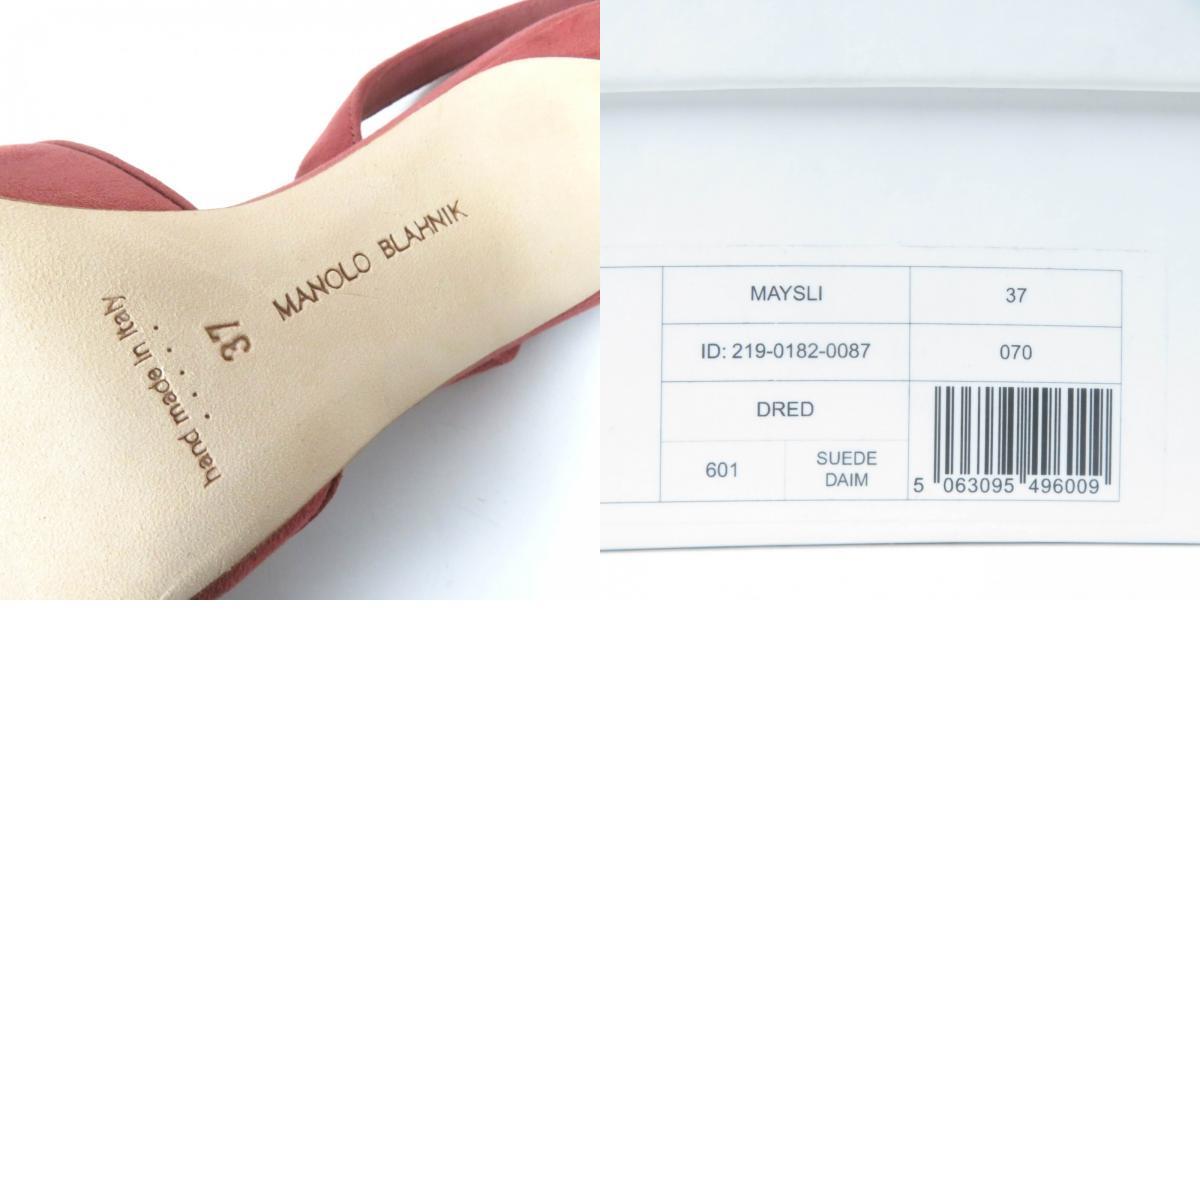 MANOLO BLAHNIK
37
hand made in Italy
MAYSLI
37
ID: 219-0182-0087
070
DRED
601
SUEDE
DAIM
5 063095 496009